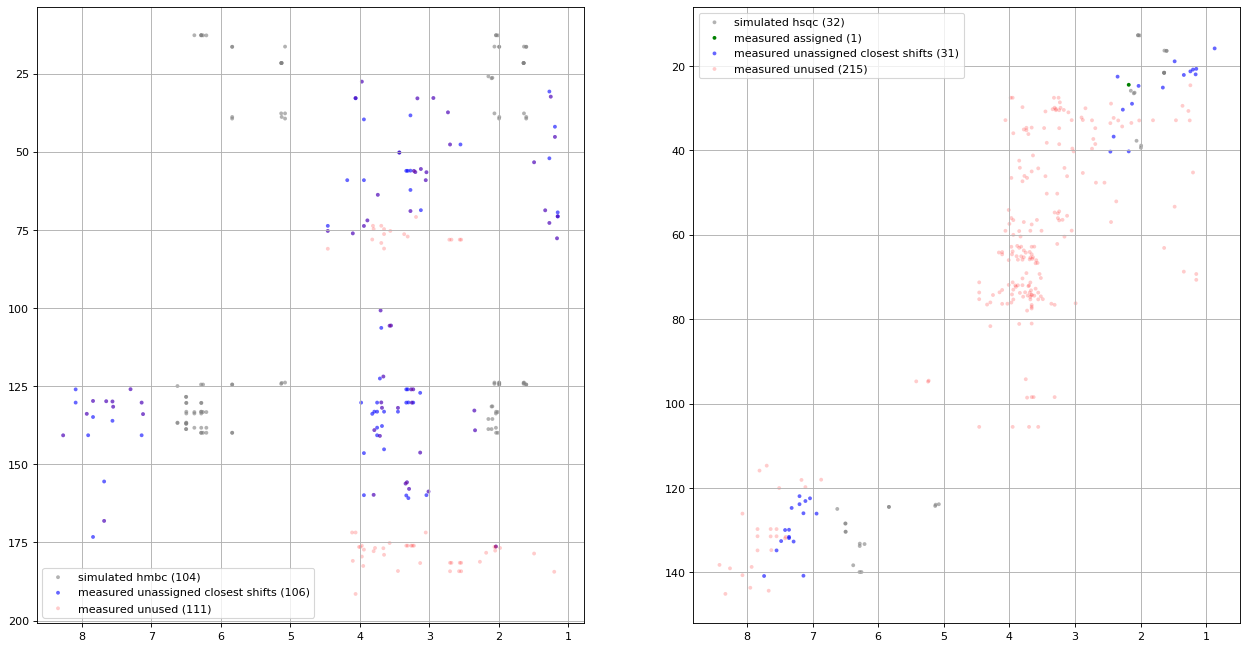 25
50
75
100
125
150
175
200
8 7 6 5 4 3 2 1
simulated hmbc (104)
measured unassigned closest shifts (106)
measured unused (111)
simulated hsqc (32)
measured assigned (1)
measured unassigned closest shifts (31)
measured unused (215)
20
40
60
80
100
120
140
8 7 6 5 4 3 2 1